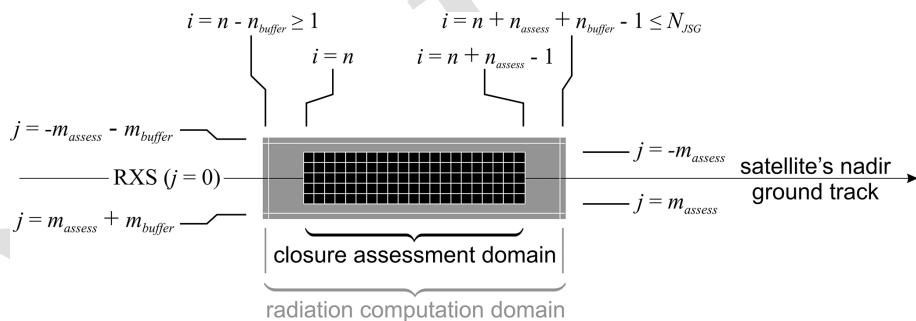 i = n - n_buffer ≥ 1
i = n + n_assess + n_buffer - 1 ≤ N_JSG
i = n
i = n + n_assess - 1
j = -m_assess - m_buffer
j = -m_assess
RXS (j = 0)
satellite's nadir
ground track
j = m_assess + m_buffer
j = m_assess
closure assessment domain
radiation computation domain